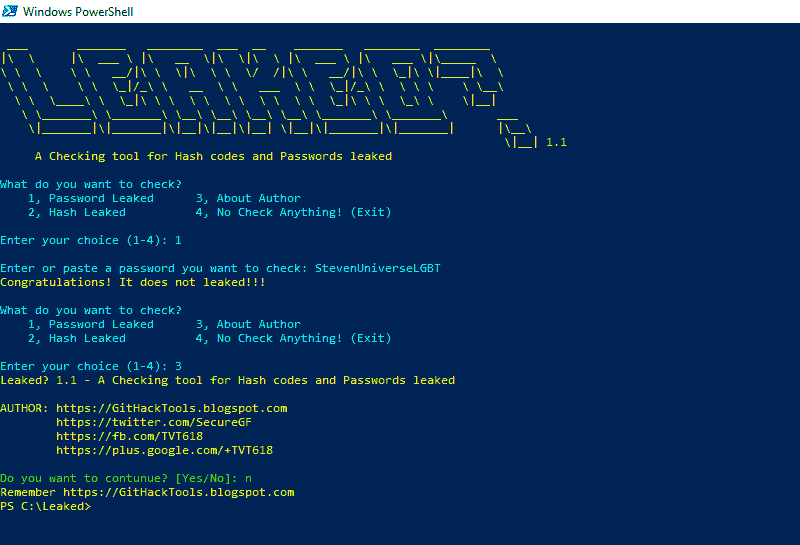 Windows PowerShell
LEAKED?
1.1
A Checking tool for Hash codes and Passwords leaked
What do you want to check?
1, Password Leaked 3, About Author
2, Hash Leaked 4, No Check Anything! (Exit)
Enter your choice (1-4): 1
Enter or paste a password you want to check: StevenUniverseLGBT
Congratulations! It does not leaked!!!
What do you want to check?
1, Password Leaked 3, About Author
2, Hash Leaked 4, No Check Anything! (Exit)
Enter your choice (1-4): 3
Leaked? 1.1 - A Checking tool for Hash codes and Passwords leaked
AUTHOR: https://GitHackTools.blogspot.com
https://twitter.com/SecureGF
https://fb.com/TVT618
https://plus.google.com/+TVT618
Do you want to contunue? [Yes/No]: n
Remember https://GitHackTools.blogspot.com
PS C:\Leaked>